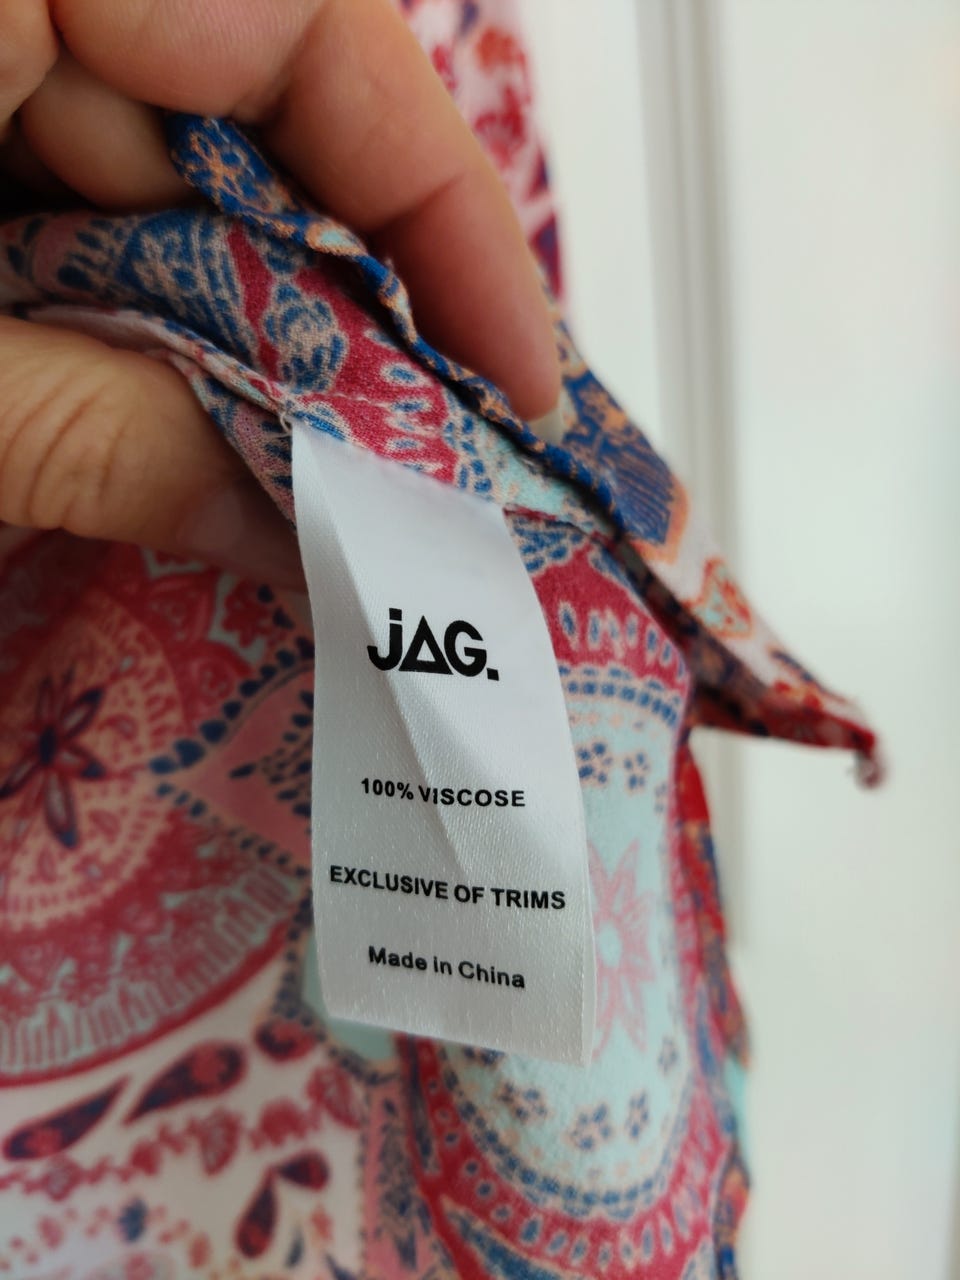 jAG.
100% VISCOSE
EXCLUSIVE OF TRIMS
Made in China